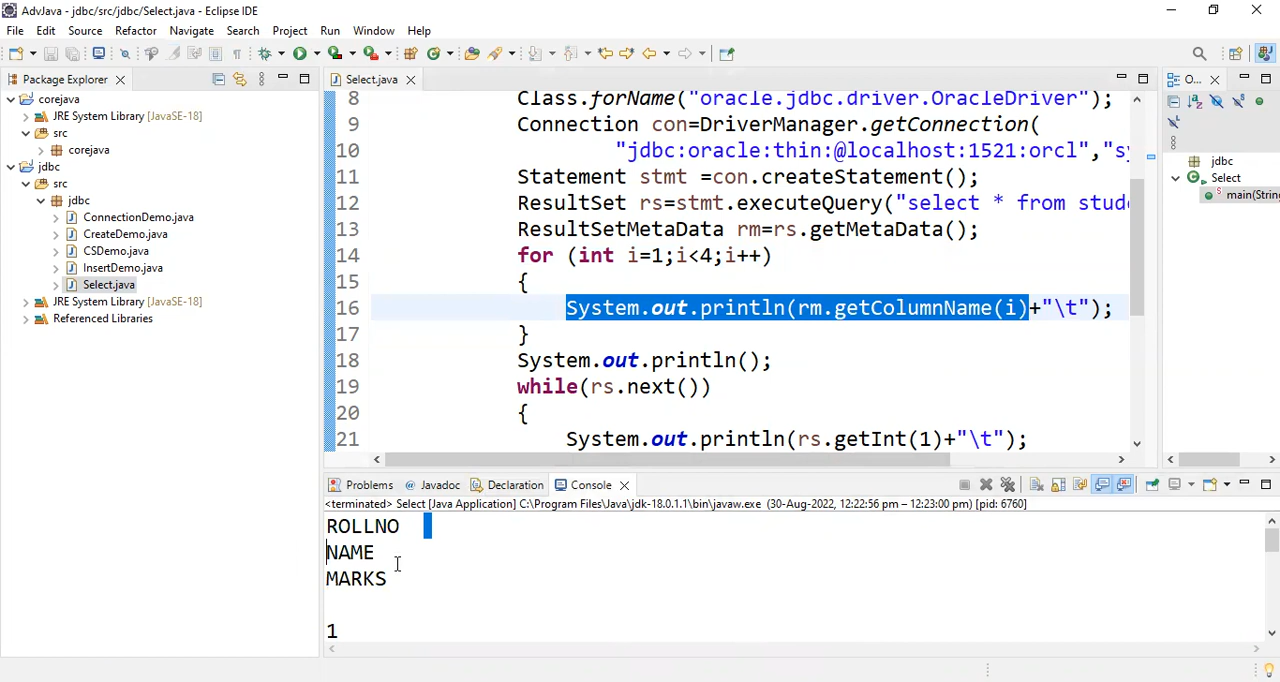 AdvJava - jdbc/src/jdbc/Select.java - Eclipse IDE
File Edit Source Refactor Navigate Search Project Run Window Help
Package Explorer
Select.java
O...
corejava
JRE System Library [JavaSE-18]
src
corejava
jdbc
src
jdbc
ConnectionDemo.java
CreateDemo.java
CSDemo.java
InsertDemo.java
Select.java
JRE System Library [JavaSE-18]
Referenced Libraries
8 Class.forName("oracle.jdbc.driver.OracleDriver");
9 Connection con=DriverManager.getConnection(
10 "jdbc:oracle:thin:@localhost:1521:orcl","sy
11 Statement stmt =con.createStatement();
12 ResultSet rs=stmt.executeQuery("select * from stude
13 ResultSetMetaData rm=rs.getMetaData();
14 for (int i=1;i<4;i++)
15 {
16 System.out.println(rm.getColumnName(i)+"\t");
17 }
18 System.out.println();
19 while(rs.next())
20 {
21 System.out.println(rs.getInt(1)+"\t");
jdbc
Select
main(String
Problems Javadoc Declaration Console
<terminated> Select [Java Application] C:\Program Files\Java\jdk-18.0.1.1\bin\javaw.exe (30-Aug-2022, 12:22:56 pm – 12:23:00 pm) [pid: 6760]
ROLLNO
NAME
MARKS
1